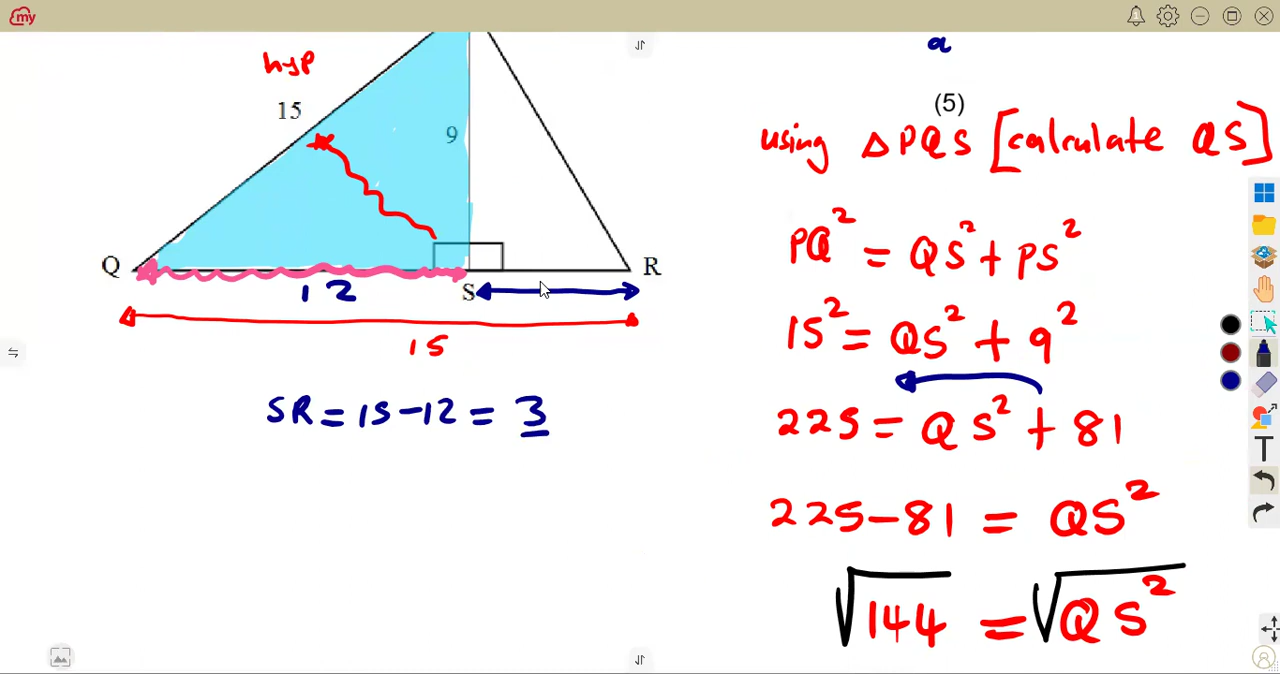 my
hyp
15
9
Q
S
R
12
15
SR = 15 - 12 = 3
a
(5)
using Δ PQS [calculate QS]
PQ² = QS² + PS²
15² = QS² + 9²
225 = QS² + 81
225 - 81 = QS²
√144 = √QS²
T